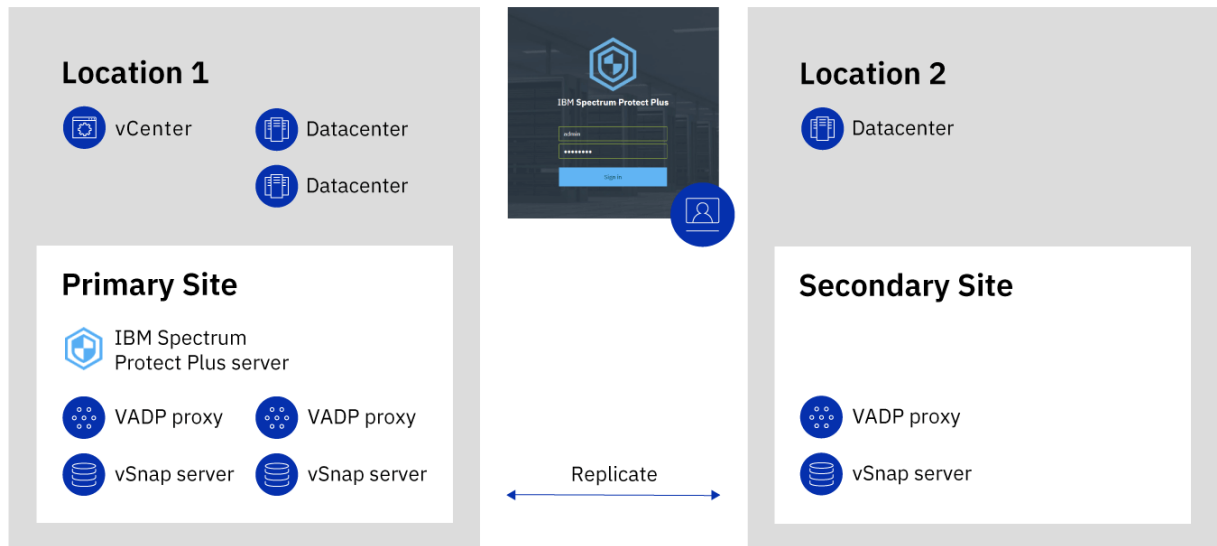 Location 1
vCenter
Datacenter
Datacenter
Primary Site
IBM Spectrum
Protect Plus server
VADP proxy
VADP proxy
vSnap server
vSnap server
IBM Spectrum Protect Plus
admin
••••••••
Sign in
Replicate
Location 2
Datacenter
Secondary Site
VADP proxy
vSnap server